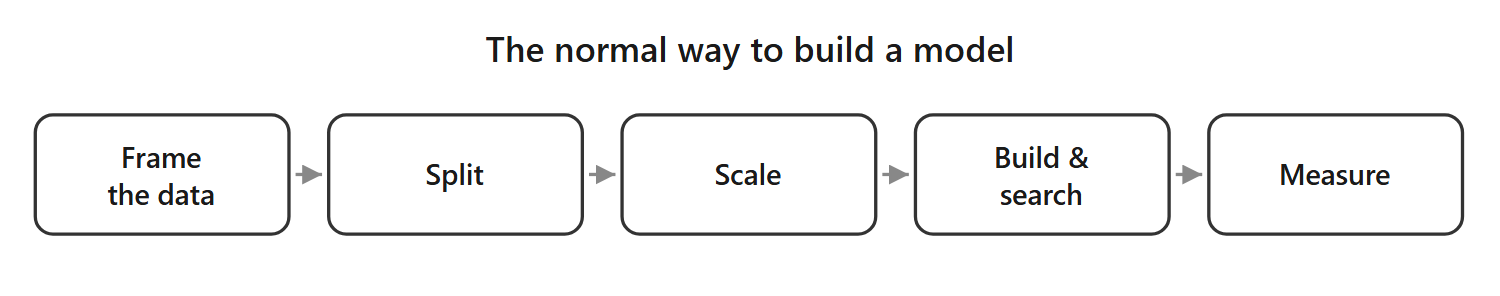 The normal way to build a model
Frame
the data
Split
Scale
Build &
search
Measure